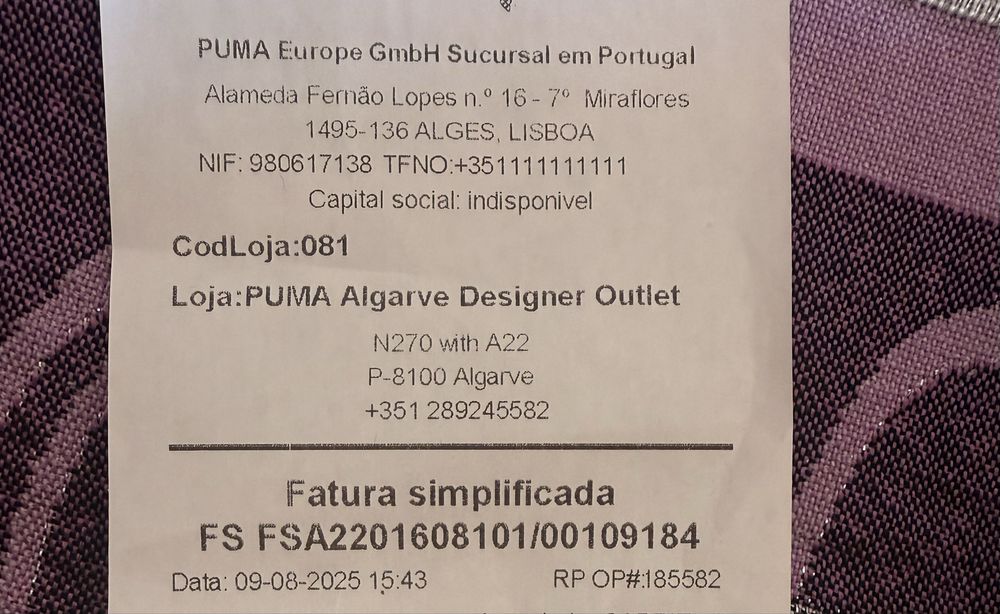 PUMA Europe GmbH Sucursal em Portugal
Alameda Fernão Lopes n.º 16 - 7º Miraflores
1495-136 ALGES, LISBOA
NIF: 980617138 TFNO:+351111111111
Capital social: indisponivel
CodLoja:081
Loja:PUMA Algarve Designer Outlet
N270 with A22
P-8100 Algarve
+351 289245582
Fatura simplificada
FS FSA2201608101/00109184
Data: 09-08-2025 15:43 RP OP#:185582